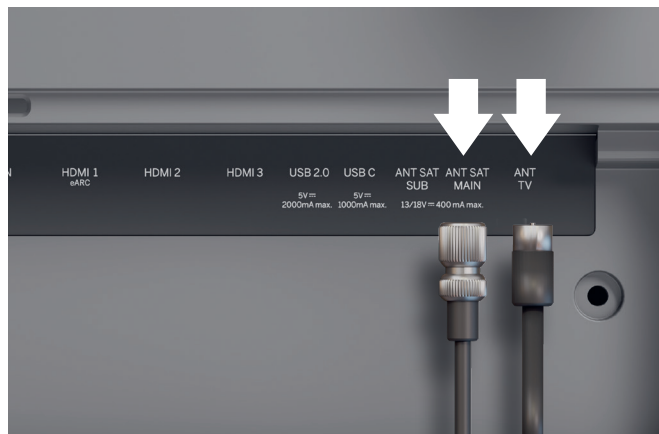 HDMI 1
eARC
HDMI 2
HDMI 3
USB 2.0
5V⎓
2000mA max.
USB C
5V⎓
1000mA max.
ANT SAT
SUB
ANT SAT
MAIN
13/18V⎓400 mA max.
ANT
TV